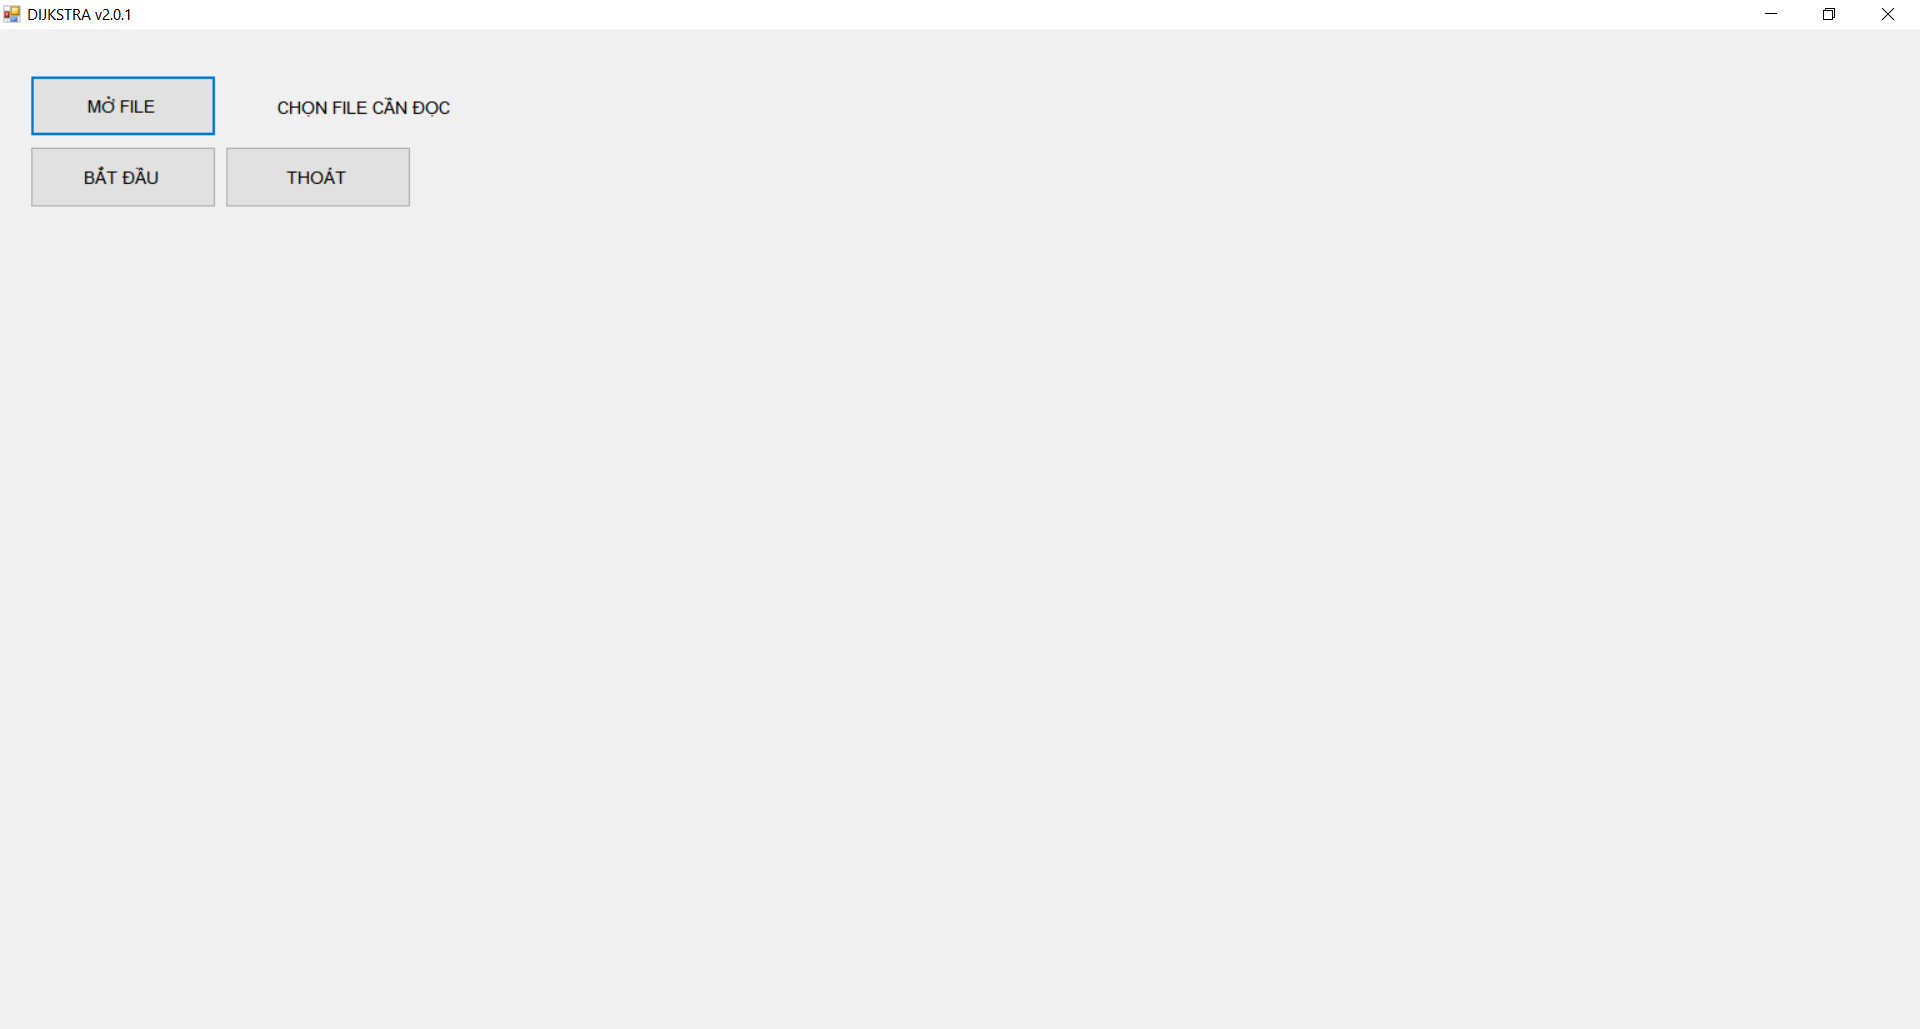 DIJKSTRA v2.0.1
MỞ FILE
CHỌN FILE CẦN ĐỌC
BẮT ĐẦU
THOÁT